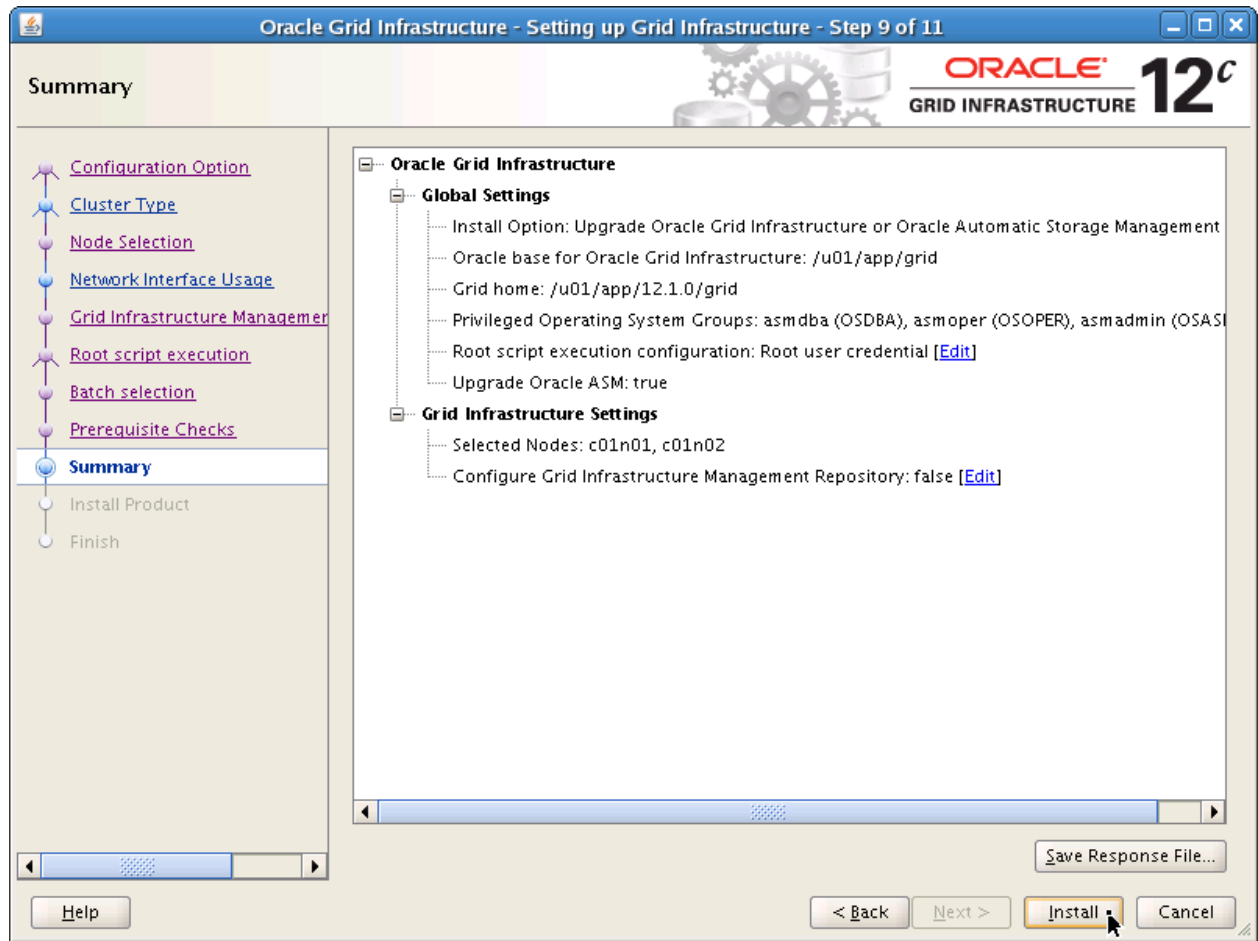 Oracle Grid Infrastructure - Setting up Grid Infrastructure - Step 9 of 11
Summary
ORACLE
GRID INFRASTRUCTURE
12c
Configuration Option
Cluster Type
Node Selection
Network Interface Usage
Grid Infrastructure Managemer
Root script execution
Batch selection
Prerequisite Checks
Summary
Install Product
Finish
Oracle Grid Infrastructure
Global Settings
Install Option: Upgrade Oracle Grid Infrastructure or Oracle Automatic Storage Management
Oracle base for Oracle Grid Infrastructure: /u01/app/grid
Grid home: /u01/app/12.1.0/grid
Privileged Operating System Groups: asmdba (OSDBA), asmoper (OSOPER), asmadmin (OSASI
Root script execution configuration: Root user credential [Edit]
Upgrade Oracle ASM: true
Grid Infrastructure Settings
Selected Nodes: c01n01, c01n02
Configure Grid Infrastructure Management Repository: false [Edit]
Save Response File...
Help
< Back
Next >
Install
Cancel